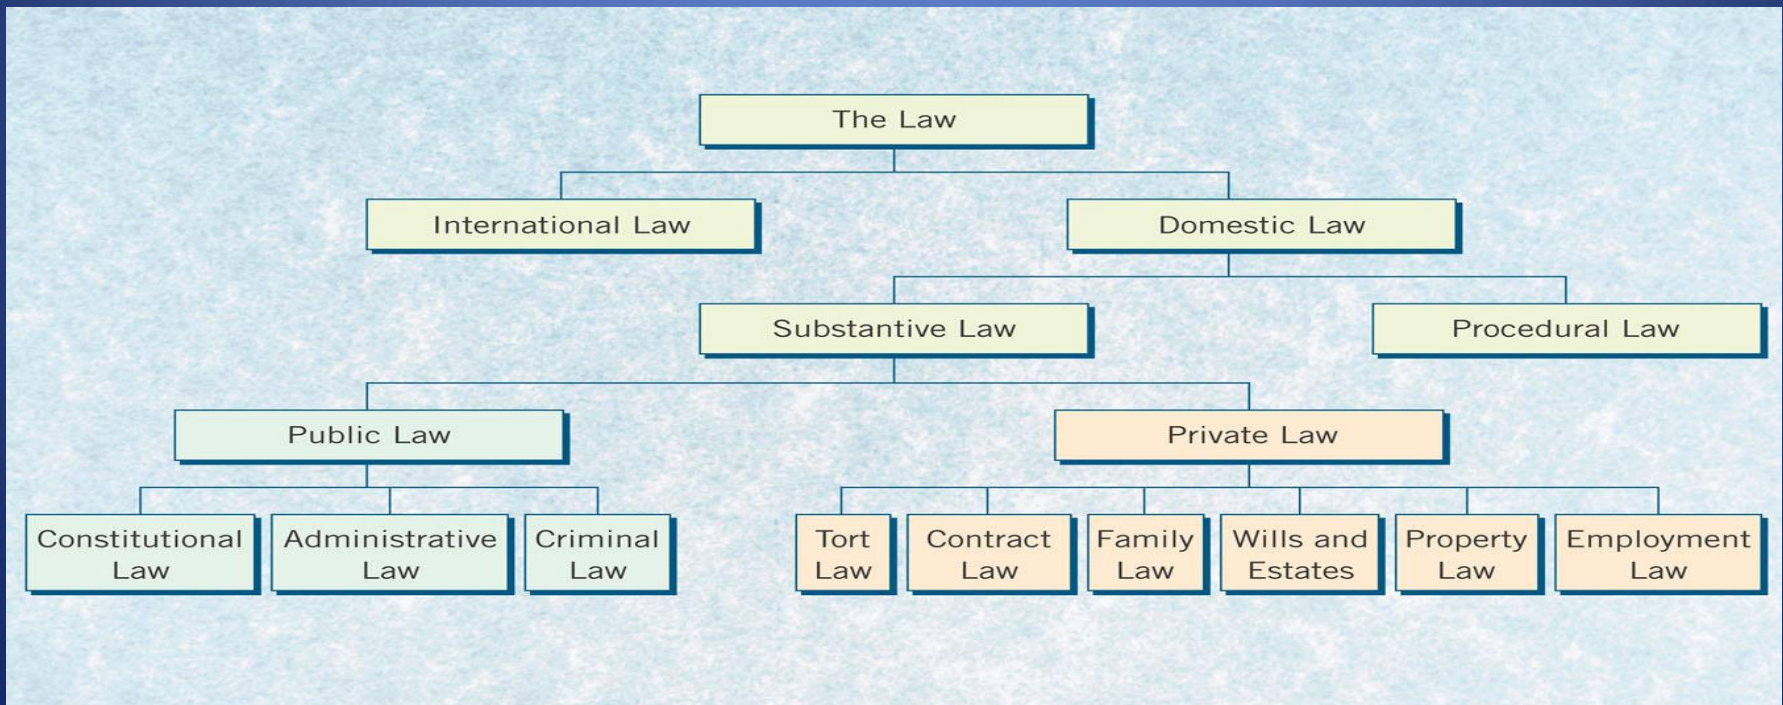 The Law
International Law
Domestic Law
Substantive Law
Procedural Law
Public Law
Private Law
Constitutional
Law
Administrative
Law
Criminal
Law
Tort
Law
Contract
Law
Family
Law
Wills and
Estates
Property
Law
Employment
Law